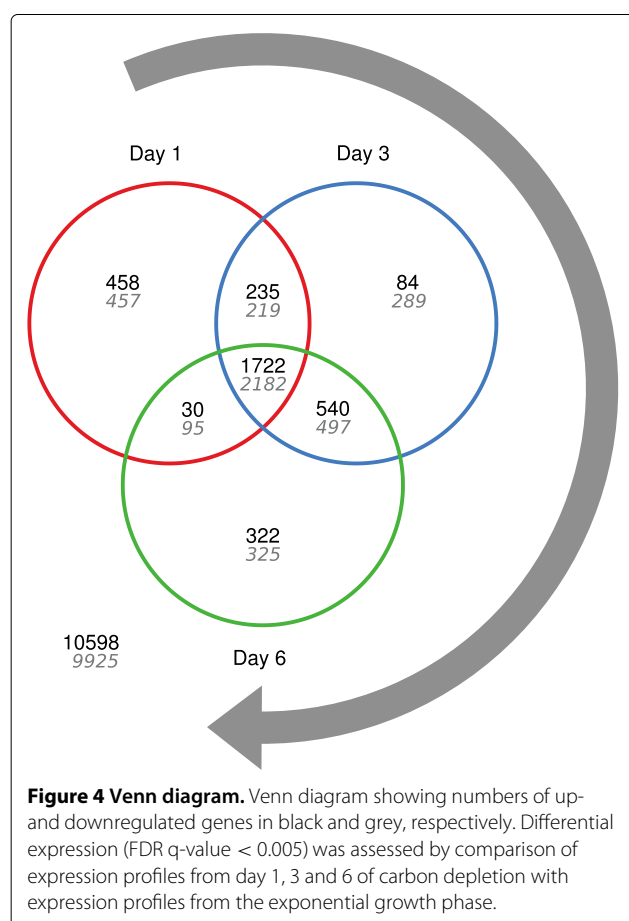 Day 1
Day 3
458
457
235
219
84
289
1722
2182
30
95
540
497
322
325
10598
9925
Day 6
Figure 4 Venn diagram. Venn diagram showing numbers of up-
and downregulated genes in black and grey, respectively. Differential
expression (FDR q-value < 0.005) was assessed by comparison of
expression profiles from day 1, 3 and 6 of carbon depletion with
expression profiles from the exponential growth phase.